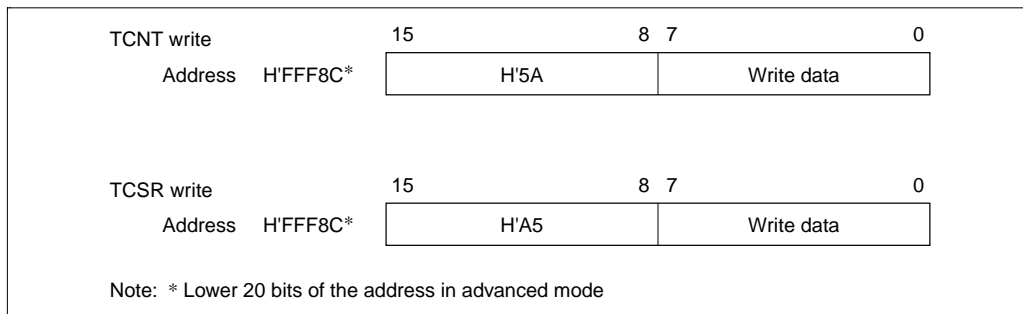 TCNT write 15 8 7 0
Address H'FFF8C* H'5A Write data
TCSR write 15 8 7 0
Address H'FFF8C* H'A5 Write data
Note: * Lower 20 bits of the address in advanced mode